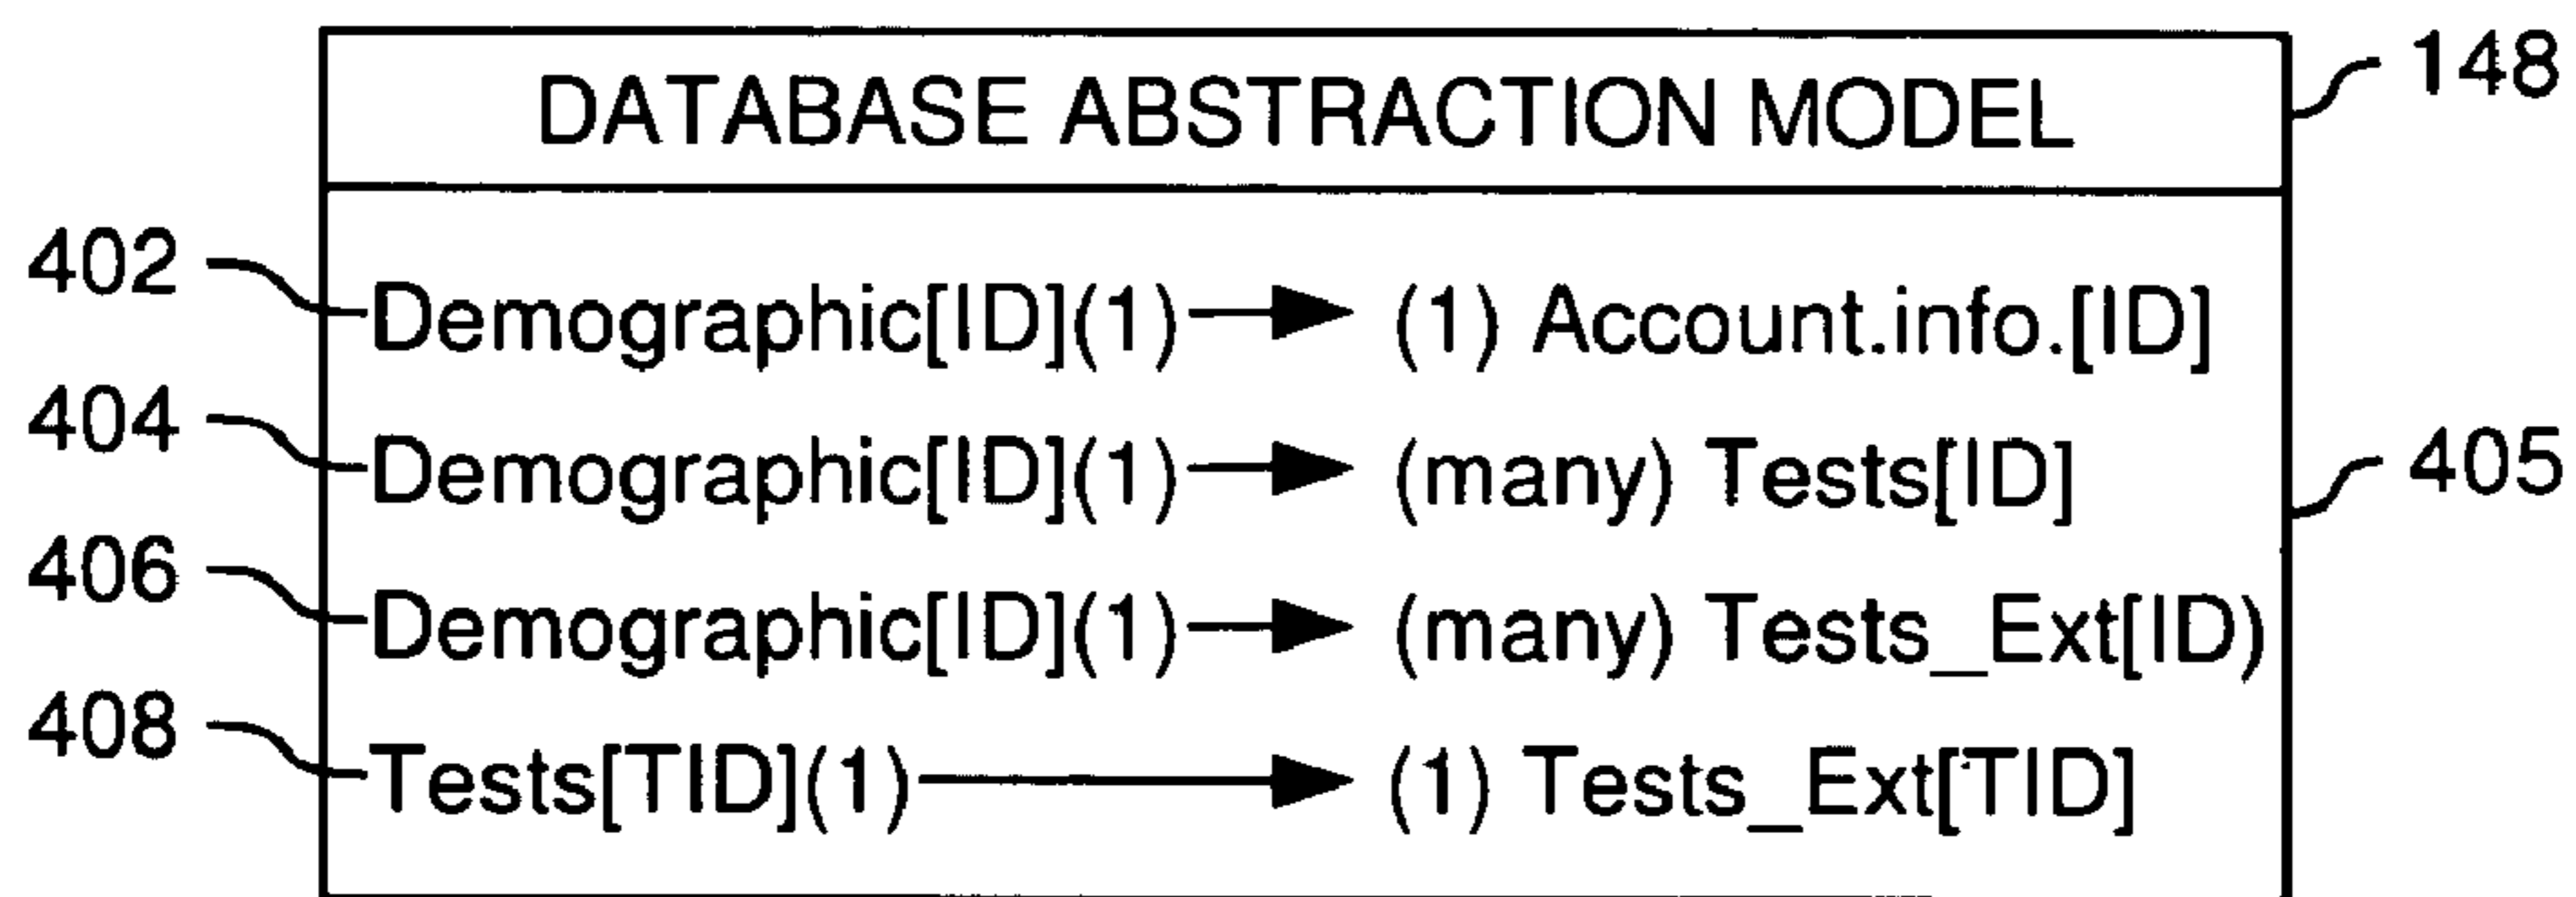 DATABASE ABSTRACTION MODEL 148
402 Demographic[ID](1) (1) Account.info.[ID]
404 Demographic[ID](1) (many) Tests[ID] 405
406 Demographic[ID](1) (many) Tests_Ext[ID)
408 Tests[TID](1) (1) Tests_Ext[TID]